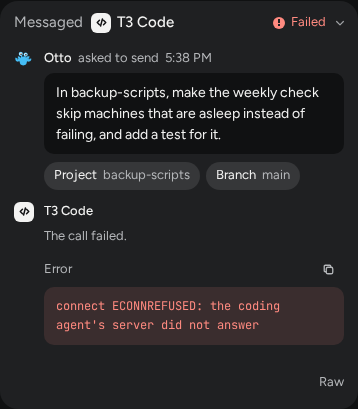 Messaged T3 Code Failed
Otto asked to send 5:38 PM
In backup-scripts, make the weekly check
skip machines that are asleep instead of
failing, and add a test for it.
Project backup-scripts Branch main
T3 Code
The call failed.
Error
connect ECONNREFUSED: the coding
agent's server did not answer
Raw